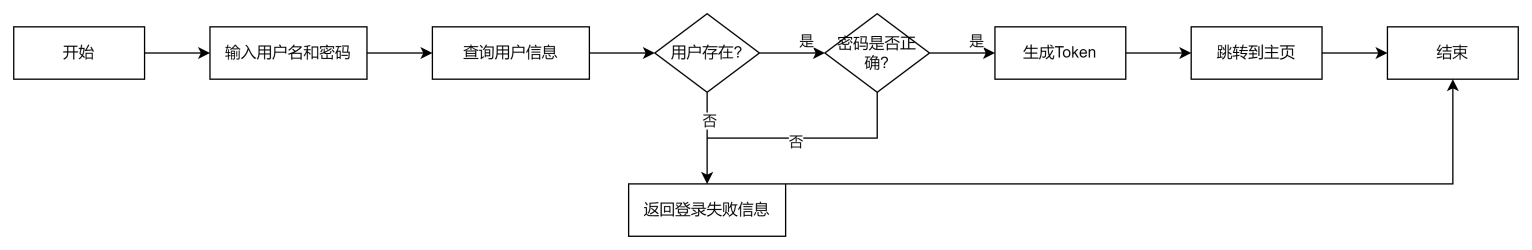 开始
输入用户名和密码
查询用户信息
用户存在?
是
密码是否正
确?
是
生成Token
跳转到主页
结束
否
否
返回登录失败信息